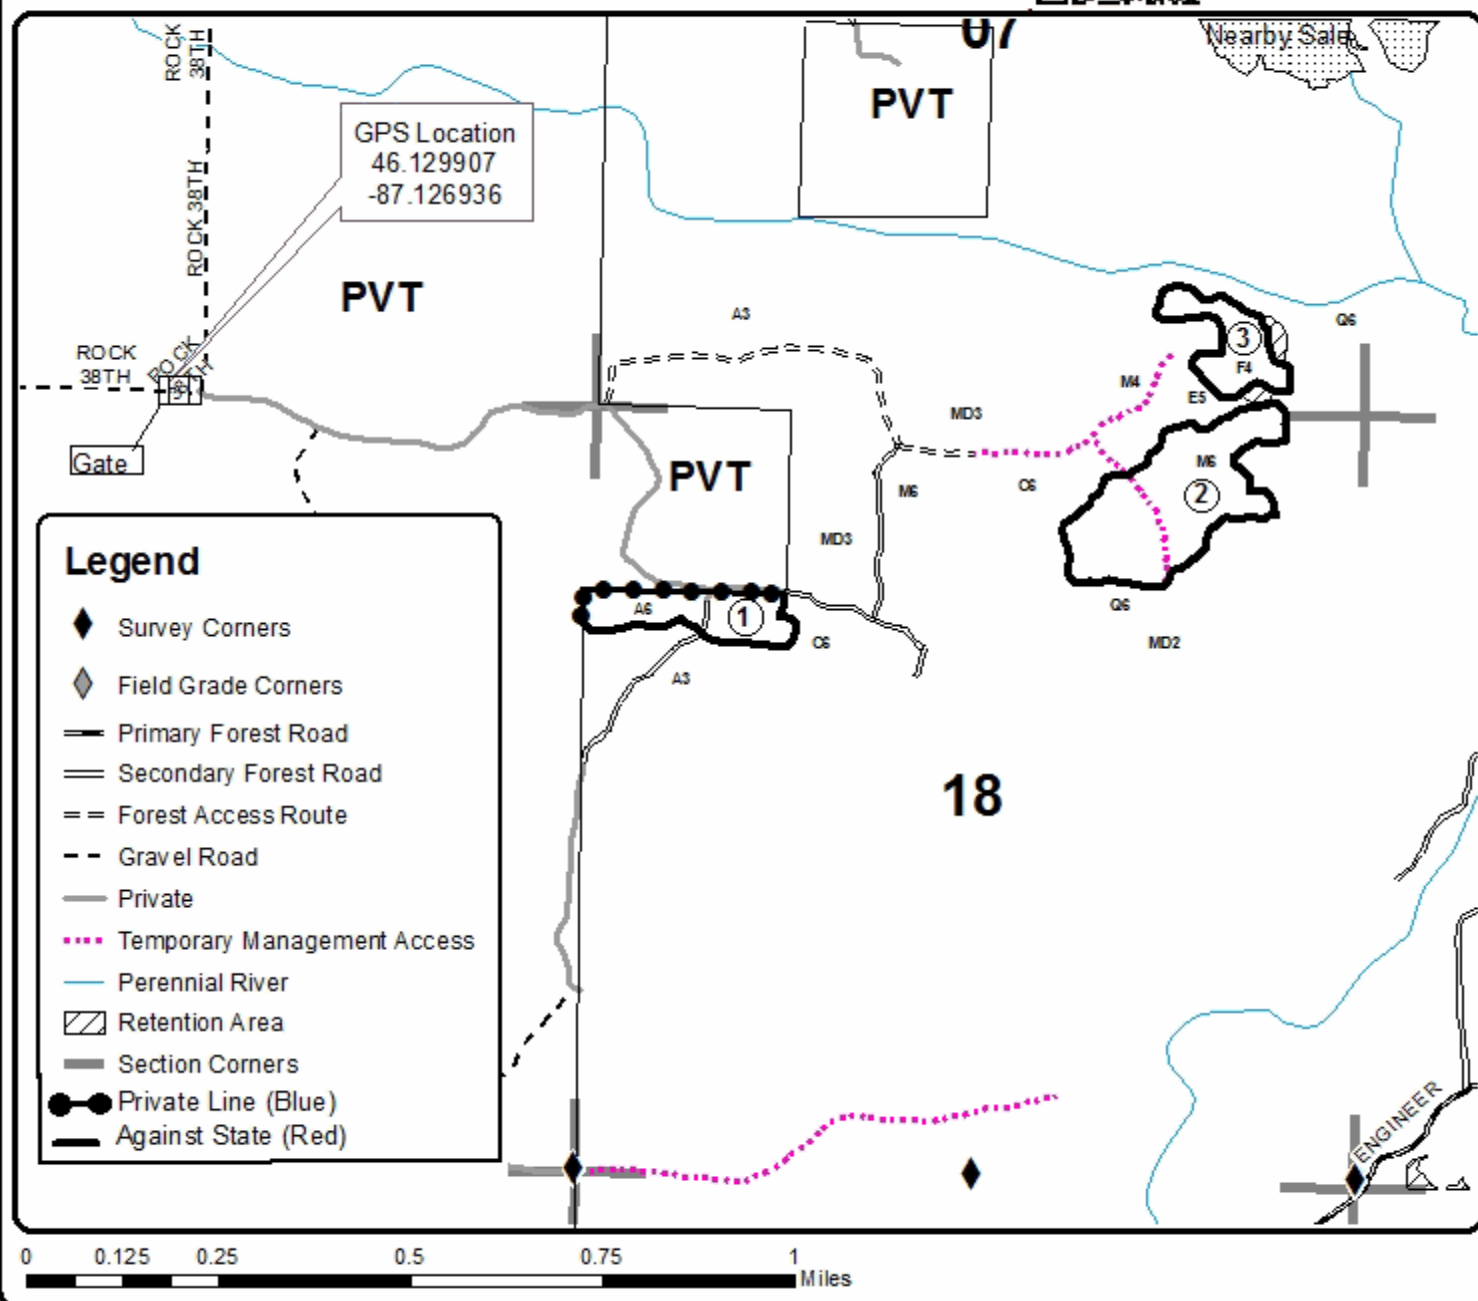 07
Nearby Sale
ROCK
38TH
PVT
GPS Location
46.129907
-87.126936
ROCK 38TH
PVT
A3
Q6
3
ROCK
38TH
ROCK
38TH
F4
M4
E5
MD3
Gate
PVT
M6
M6
C6
2
MD3
A6
1
Q6
C6
MD2
A3
18
Legend
Survey Corners
Field Grade Corners
Primary Forest Road
Secondary Forest Road
Forest Access Route
Gravel Road
Private
Temporary Management Access
Perennial River
Retention Area
Section Corners
Private Line (Blue)
Against State (Red)
ENGINEER
0 0.125 0.25 0.5 0.75 1
Miles